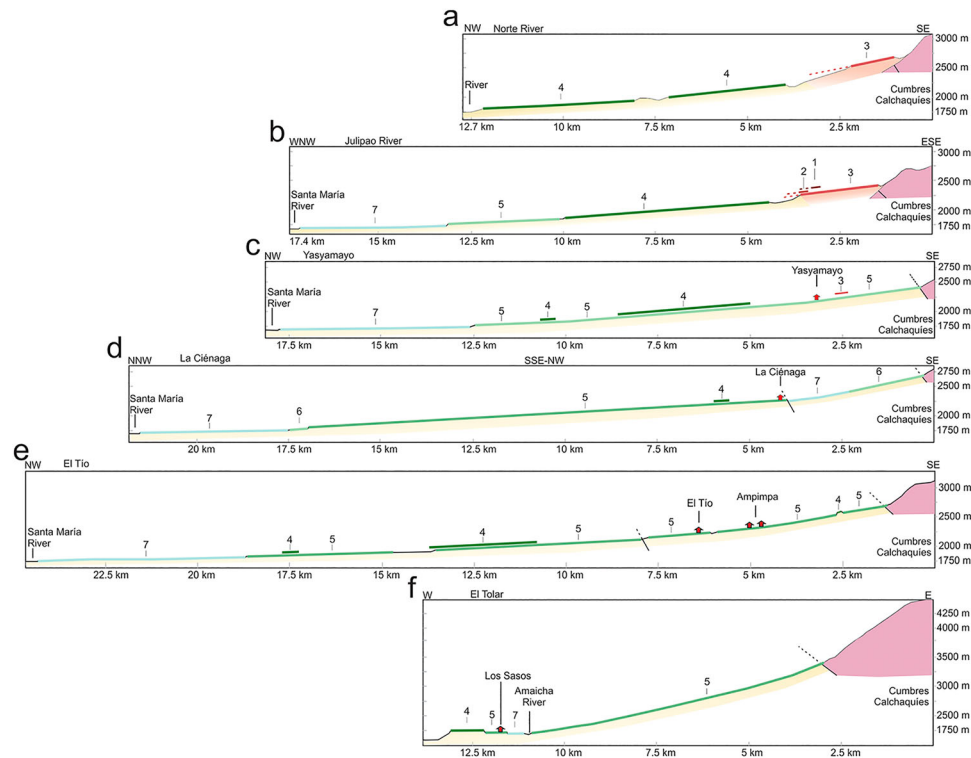 a
NW Norte River SE
3000 m
3
2500 m
River
4 4
Cumbres
Calchaquíes
2000 m
1750 m
12.7 km 10 km 7.5 km 5 km 2.5 km
b
WNW Julipao River ESE
3000 m
1
2 3
2500 m
Santa María
River
7 5 4
Cumbres
Calchaquíes
2000 m
1750 m
17.4 km 15 km 12.5 km 10 km 7.5 km 5 km 2.5 km
c
NW Yasyamayo SE
2750 m
2500 m
Yasyamayo
3 5
Santa María
River
7 5 4 5 4
2000 m
Cumbres
Calchaquíes
1750 m
17.5 km 15 km 12.5 km 10 km 7.5 km 5 km 2.5 km
d
NNW La Ciénaga SSE-NW SE
2750 m
2500 m
La Ciénaga
Santa María
River
7 6 5 4 7 6
2000 m
Cumbres
Calchaquíes
1750 m
20 km 17.5 km 15 km 12.5 km 10 km 7.5 km 5 km 2.5 km
e
NW El Tío SE
3000 m
El Tío Ampimpa
2500 m
Santa María
River
7 4 5 4 5 5 5 4 5
Cumbres
Calchaquíes
2000 m
1750 m
22.5 km 20 km 17.5 km 15 km 12.5 km 10 km 7.5 km 5 km 2.5 km
f
W El Tolar E
4250 m
4000 m
3500 m
3000 m
Los Sasos
Amaicha
River
4 5 7 5
Cumbres
Calchaquíes
2500 m
2000 m
1750 m
12.5 km 10 km 7.5 km 5 km 2.5 km